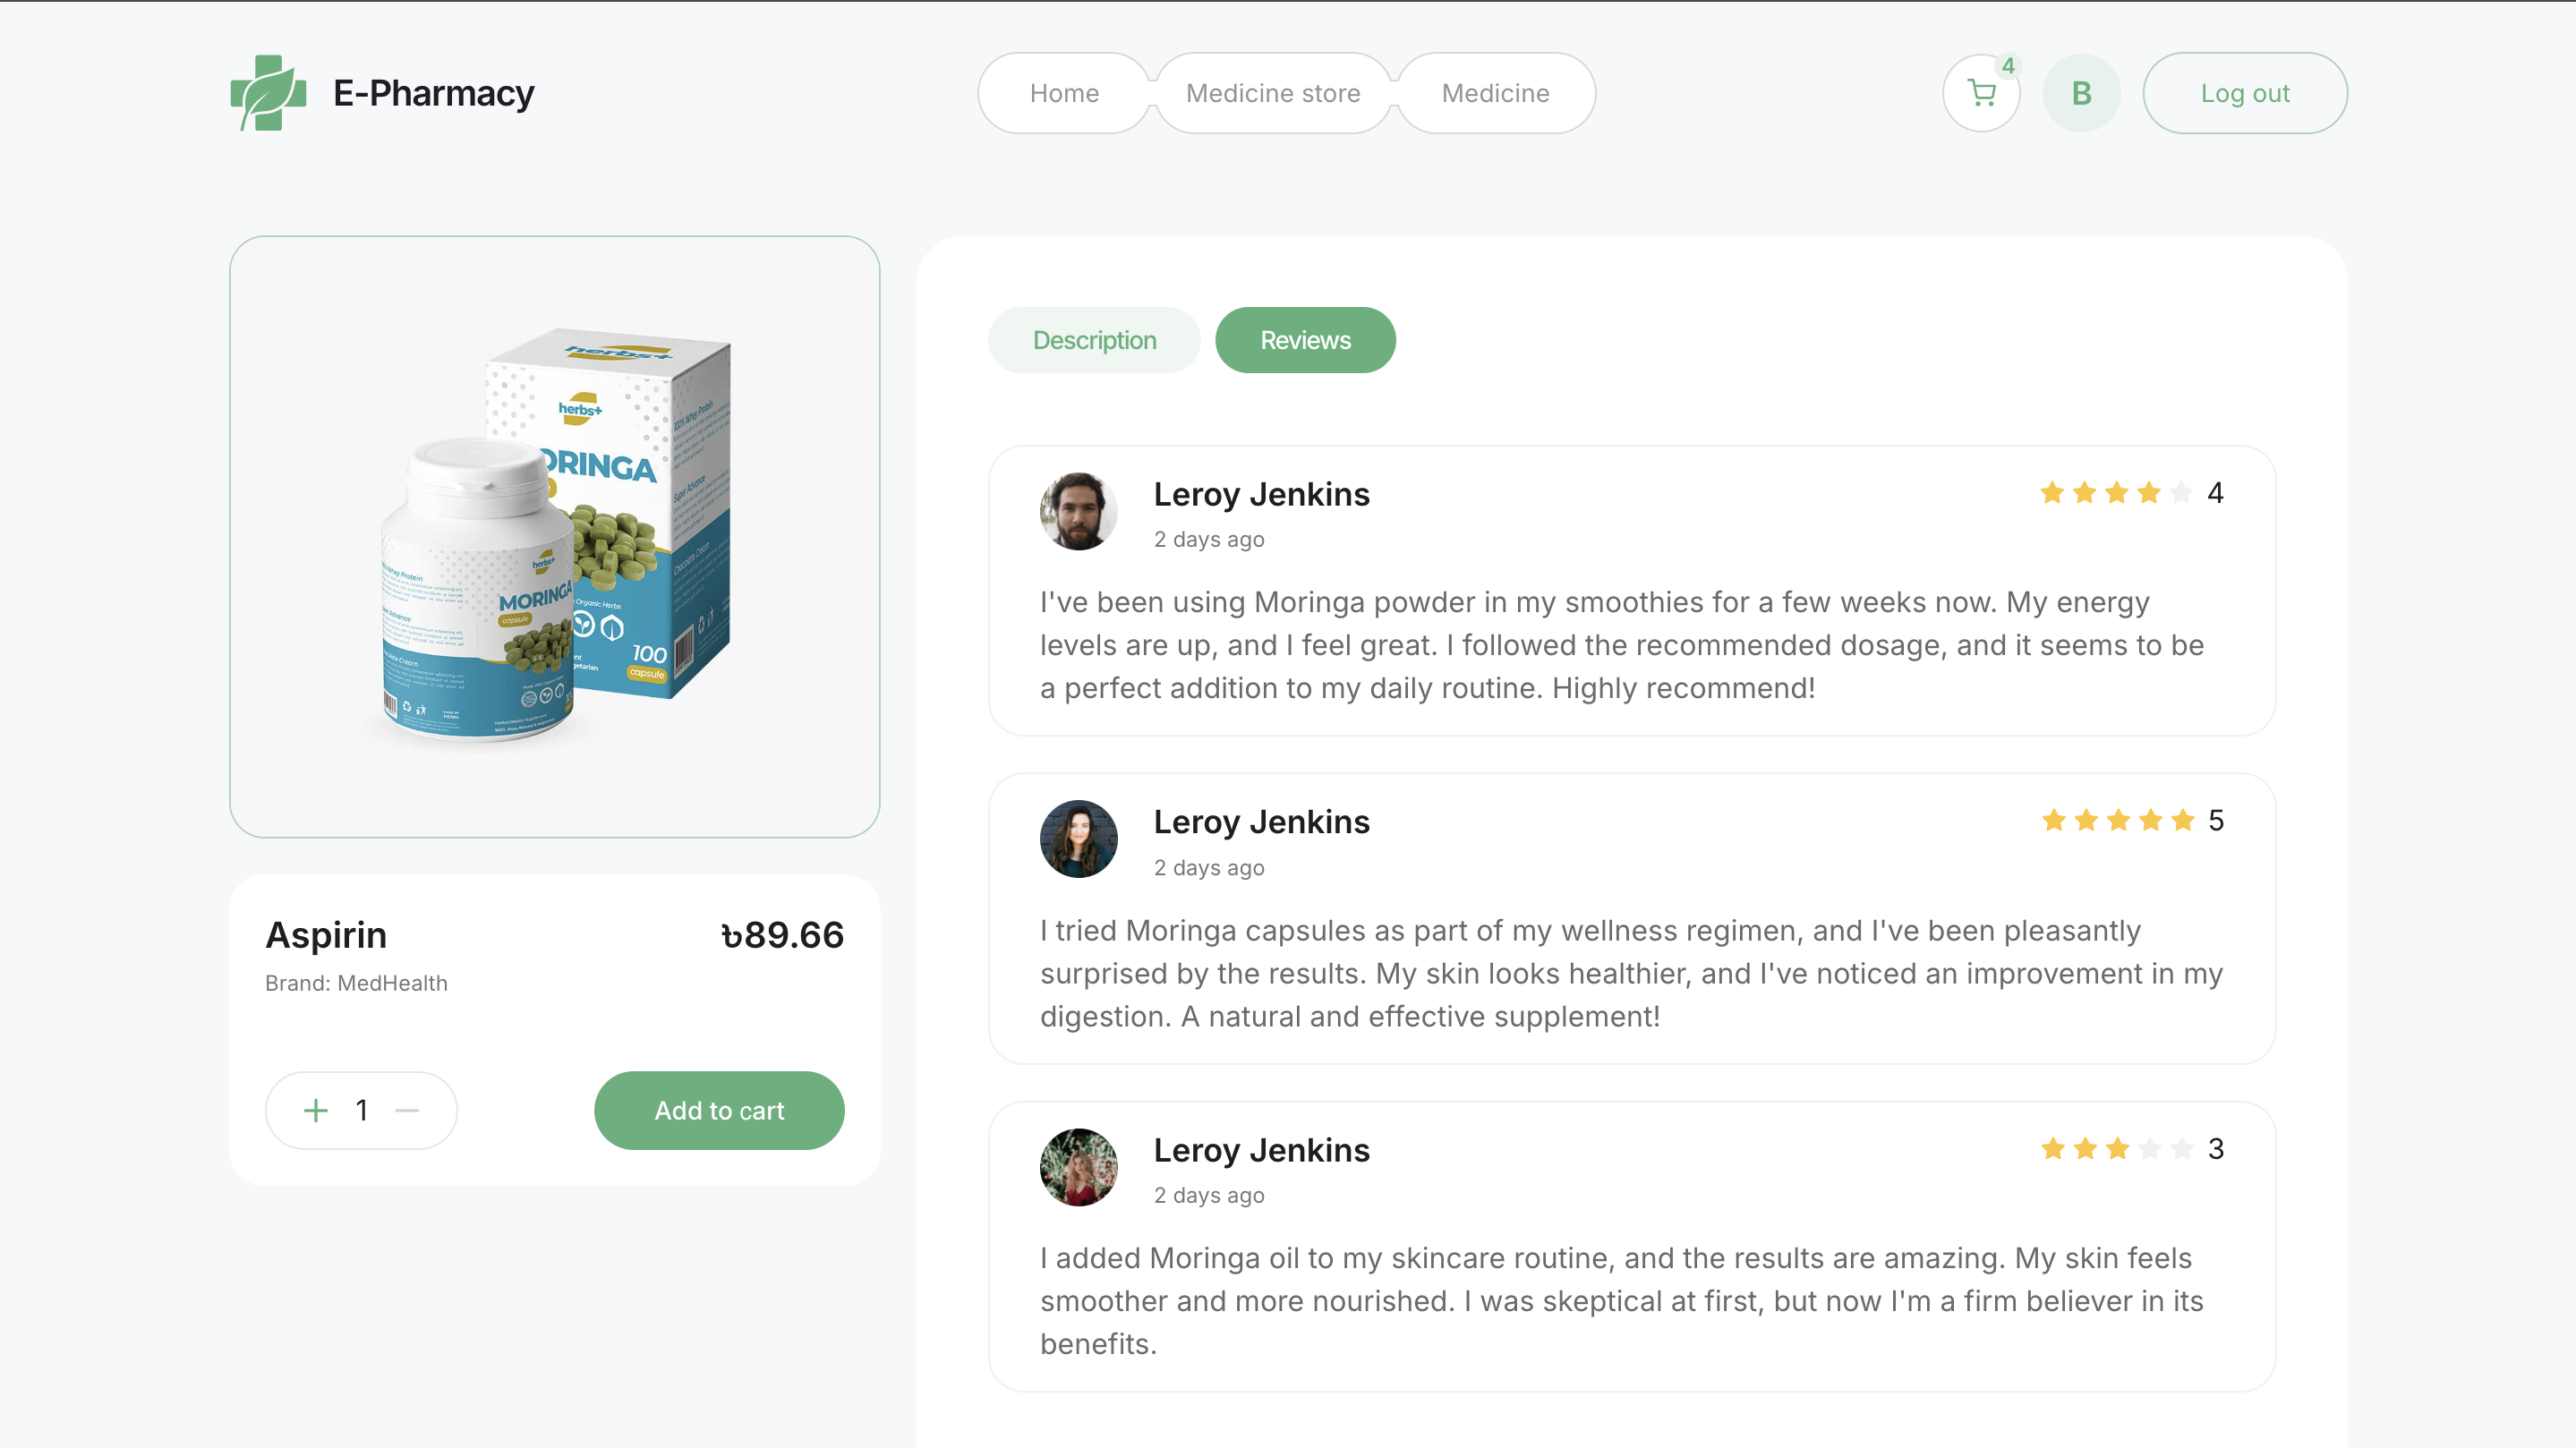 E-Pharmacy
Home
Medicine store
Medicine
4
B
Log out
herbs+
herbs+
MORINGA
100
capsule
herbs+
MORINGA
capsule
Description
Reviews
Leroy Jenkins
4
2 days ago
I've been using Moringa powder in my smoothies for a few weeks now. My energy
levels are up, and I feel great. I followed the recommended dosage, and it seems to be
a perfect addition to my daily routine. Highly recommend!
Leroy Jenkins
5
2 days ago
I tried Moringa capsules as part of my wellness regimen, and I've been pleasantly
surprised by the results. My skin looks healthier, and I've noticed an improvement in my
digestion. A natural and effective supplement!
Leroy Jenkins
3
2 days ago
I added Moringa oil to my skincare routine, and the results are amazing. My skin feels
smoother and more nourished. I was skeptical at first, but now I'm a firm believer in its
benefits.
Aspirin
৳89.66
Brand: MedHealth
1
Add to cart